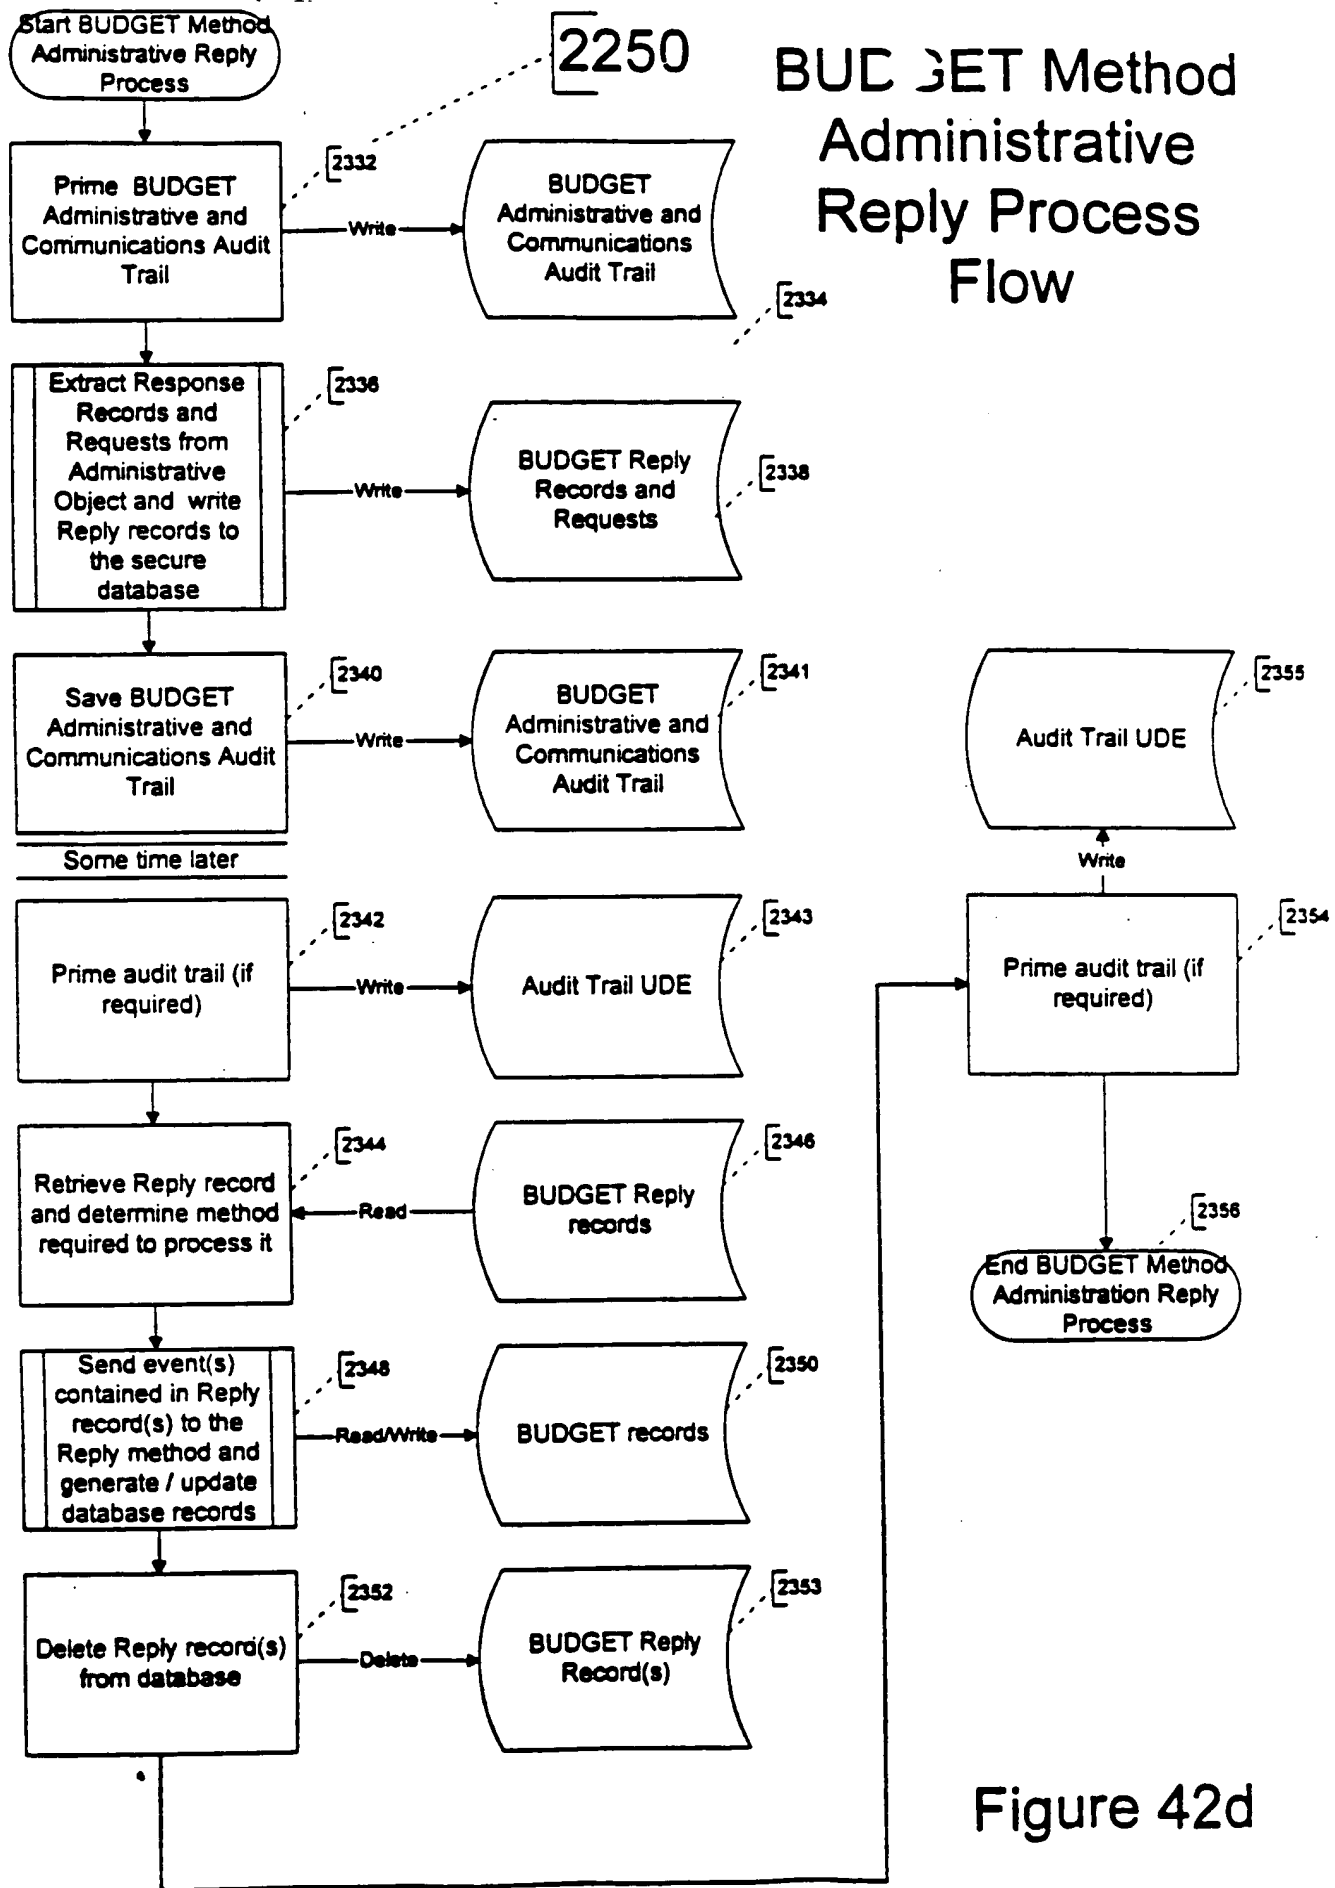 Start BUDGET Method
Administrative Reply
Process
2250
BUDGET Method
Administrative
Reply Process
Flow
2332
Prime BUDGET
Administrative and
Communications Audit
Trail
Write
BUDGET
Administrative and
Communications
Audit Trail
2334
2336
Extract Response
Records and
Requests from
Administrative
Object and write
Reply records to
the secure
database
Write
BUDGET Reply
Records and
Requests
2338
2340
Save BUDGET
Administrative and
Communications Audit
Trail
Write
BUDGET
Administrative and
Communications
Audit Trail
2341
Some time later
2342
Prime audit trail (if
required)
Write
Audit Trail UDE
2343
2344
Retrieve Reply record
and determine method
required to process it
Read
BUDGET Reply
records
2346
2348
Send event(s)
contained in Reply
record(s) to the
Reply method and
generate / update
database records
Read/Write
BUDGET records
2350
2352
Delete Reply record(s)
from database
Delete
BUDGET Reply
Record(s)
2353
2355
Audit Trail UDE
Write
2354
Prime audit trail (if
required)
2356
End BUDGET Method
Administration Reply
Process
Figure 42d